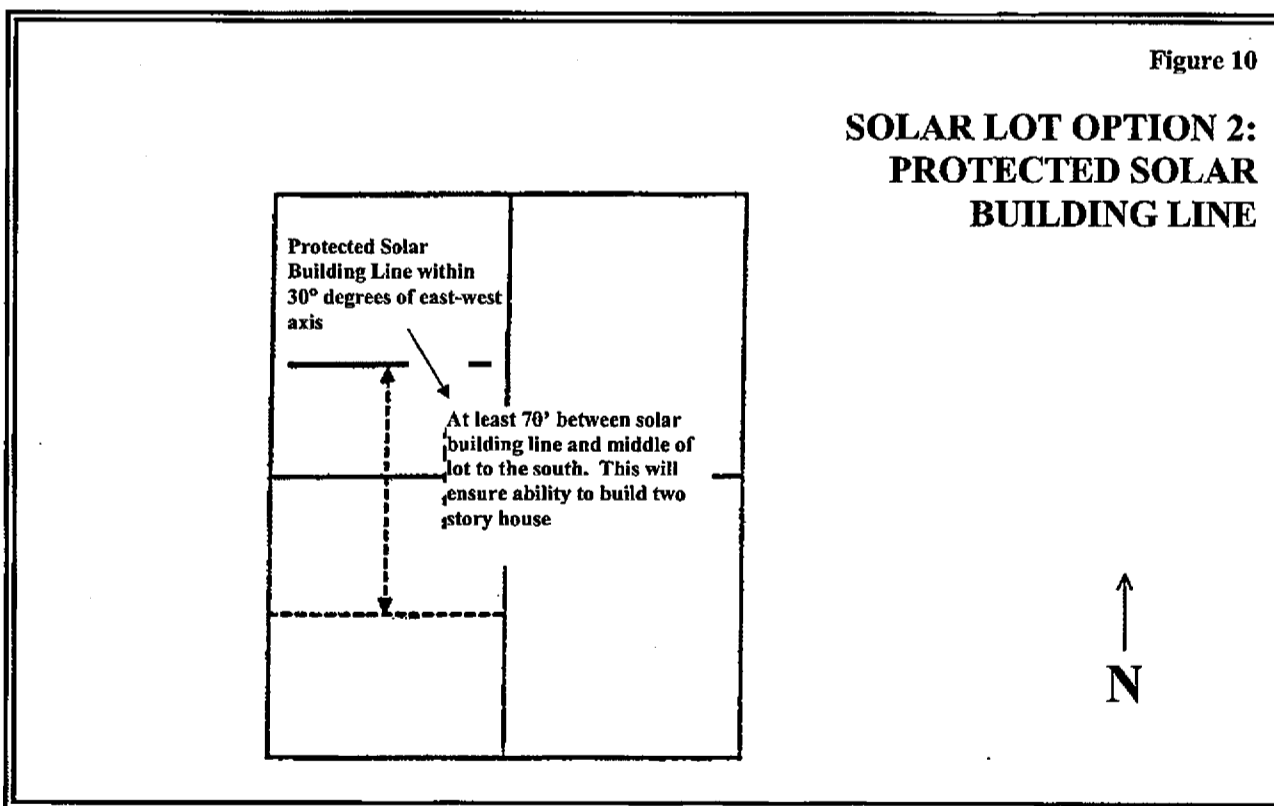 Figure 10
SOLAR LOT OPTION 2:
PROTECTED SOLAR
BUILDING LINE
Protected Solar
Building Line within
30° degrees of east-west
axis
At least 70’ between solar
building line and middle of
lot to the south. This will
ensure ability to build two
story house
N